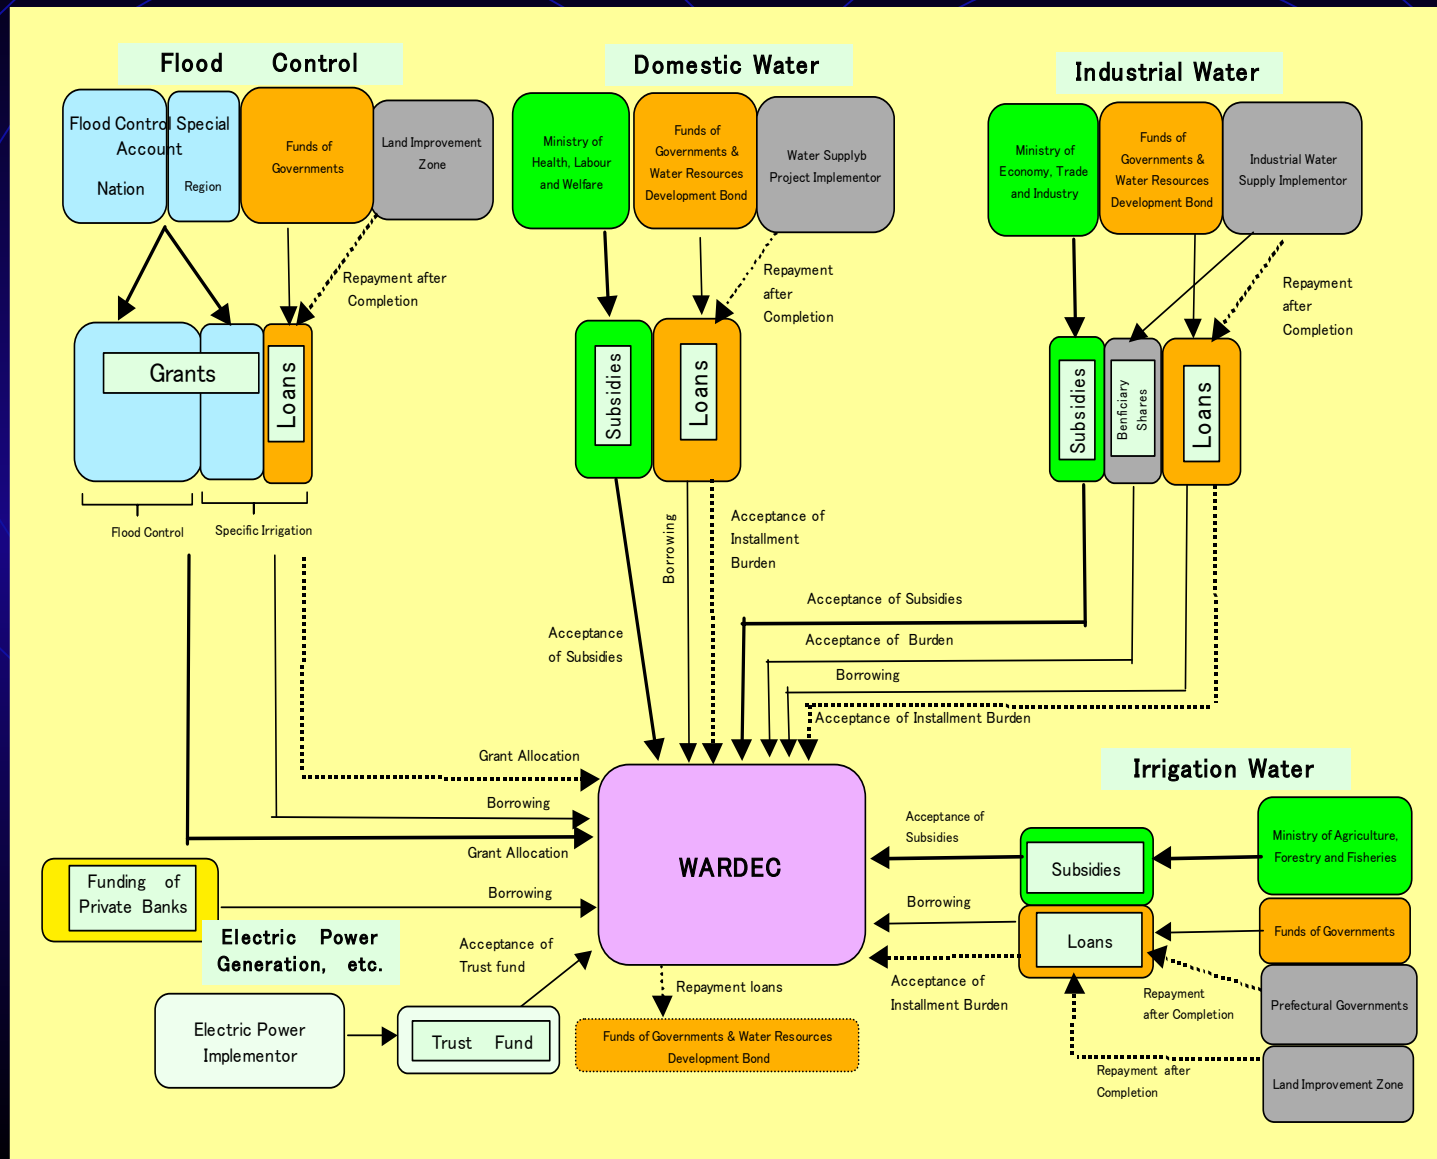 Flood Control
Domestic Water
Industrial Water
Flood Control Special
Account
Nation
Region
Funds of
Governments
Land Improvement
Zone
Ministry of
Health, Labour
and Welfare
Funds of
Governments &
Water Resources
Development Bond
Water Supplyb
Project Implementor
Ministry of
Economy, Trade
and Industry
Funds of
Governments &
Water Resources
Development Bond
Industrial Water
Supply Implementor
Repayment after
Completion
Repayment
after
Completion
Repayment
after
Completion
Grants
Loans
Subsidies
Loans
Subsidies
Benficiary
Shares
Loans
Flood Control
Specific Irrigation
Borrowing
Acceptance of
Installment
Burden
Acceptance
of Subsidies
Acceptance of Subsidies
Acceptance of Burden
Borrowing
Acceptance of Installment Burden
Grant Allocation
Borrowing
Grant Allocation
Irrigation Water
WARDEC
Acceptance of
Subsidies
Subsidies
Ministry of Agriculture,
Forestry and Fisheries
Funding of
Private Banks
Borrowing
Borrowing
Loans
Funds of Governments
Electric Power
Generation, etc.
Acceptance of
Trust fund
Acceptance of
Installment Burden
Repayment
after Completion
Prefectural Governments
Repayment loans
Electric Power
Implementor
Trust Fund
Funds of Governments & Water Resources
Development Bond
Repayment after
Completion
Land Improvement Zone